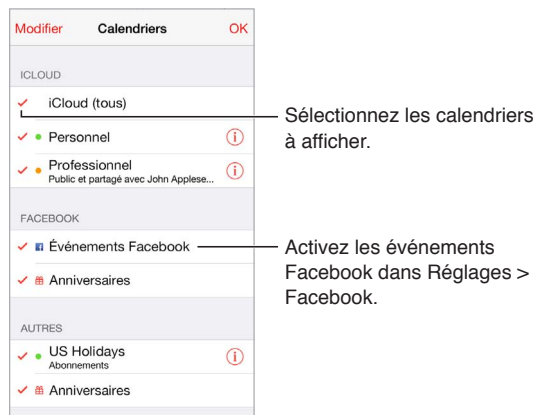 Modifier Calendriers OK
ICLOUD
iCloud (tous)
Personnel
Professionnel
Public et partagé avec John Applese...
FACEBOOK
Événements Facebook
Anniversaires
AUTRES
US Holidays
Abonnements
Anniversaires
Sélectionnez les calendriers
à afficher.
Activez les événements
Facebook dans Réglages >
Facebook.